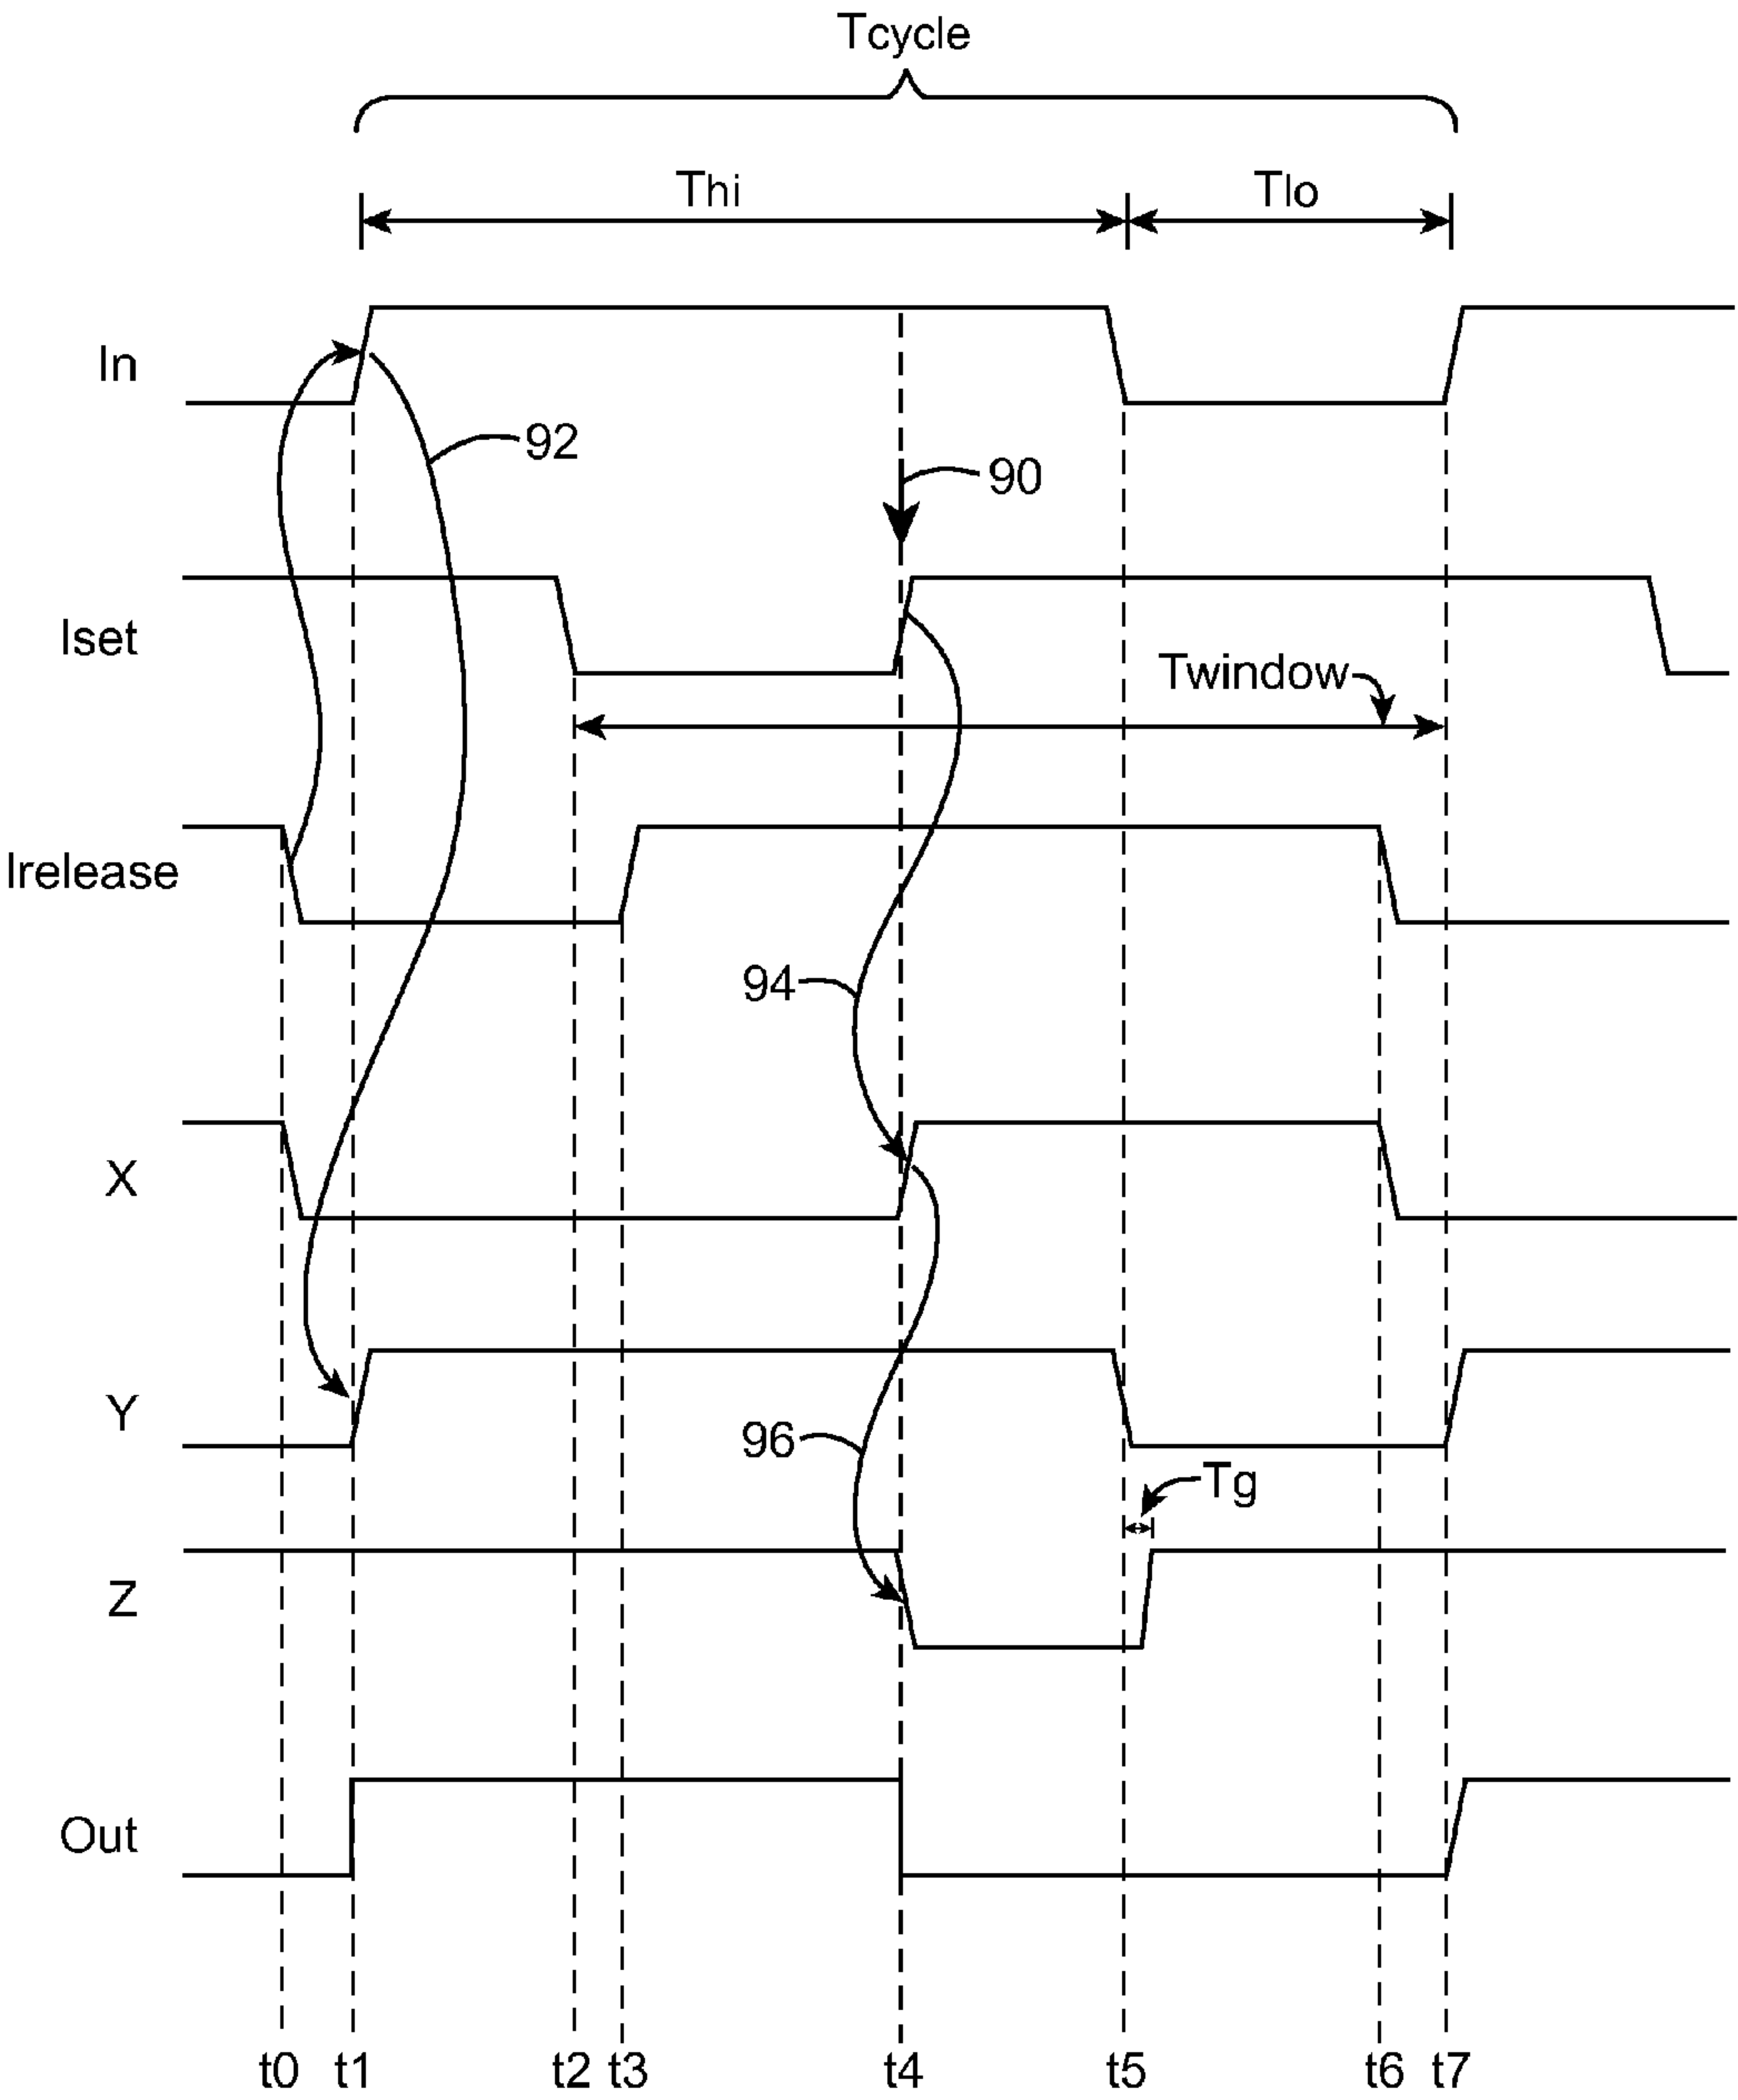 Tcycle
Thi
Tlo
In
92
90
Iset
Twindow
Irelease
94
X
Y
96
Tg
Z
Out
t0 t1 t2 t3 t4 t5 t6 t7